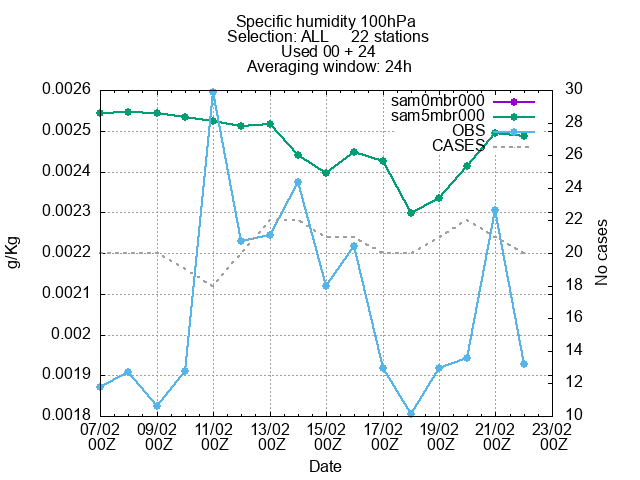 Specific humidity 100hPa
Selection: ALL 22 stations
Used 00 + 24
Averaging window: 24h
sam0mbr000
sam5mbr000
OBS
CASES
0.0026
0.0025
0.0024
0.0023
0.0022
0.0021
0.002
0.0019
0.0018
g/Kg
30
28
26
24
22
20
18
16
14
12
10
No cases
07/02 09/02 11/02 13/02 15/02 17/02 19/02 21/02 23/02
00Z 00Z 00Z 00Z 00Z 00Z 00Z 00Z 00Z
Date